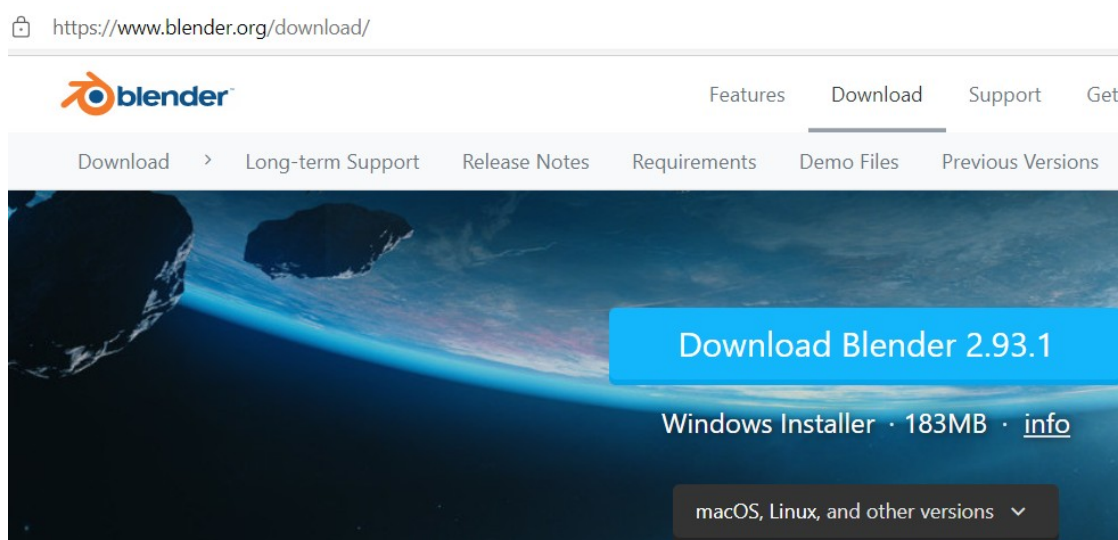 https://www.blender.org/download/
blender™
Features Download Support Get
Download > Long-term Support Release Notes Requirements Demo Files Previous Versions
Download Blender 2.93.1
Windows Installer · 183MB · info
macOS, Linux, and other versions